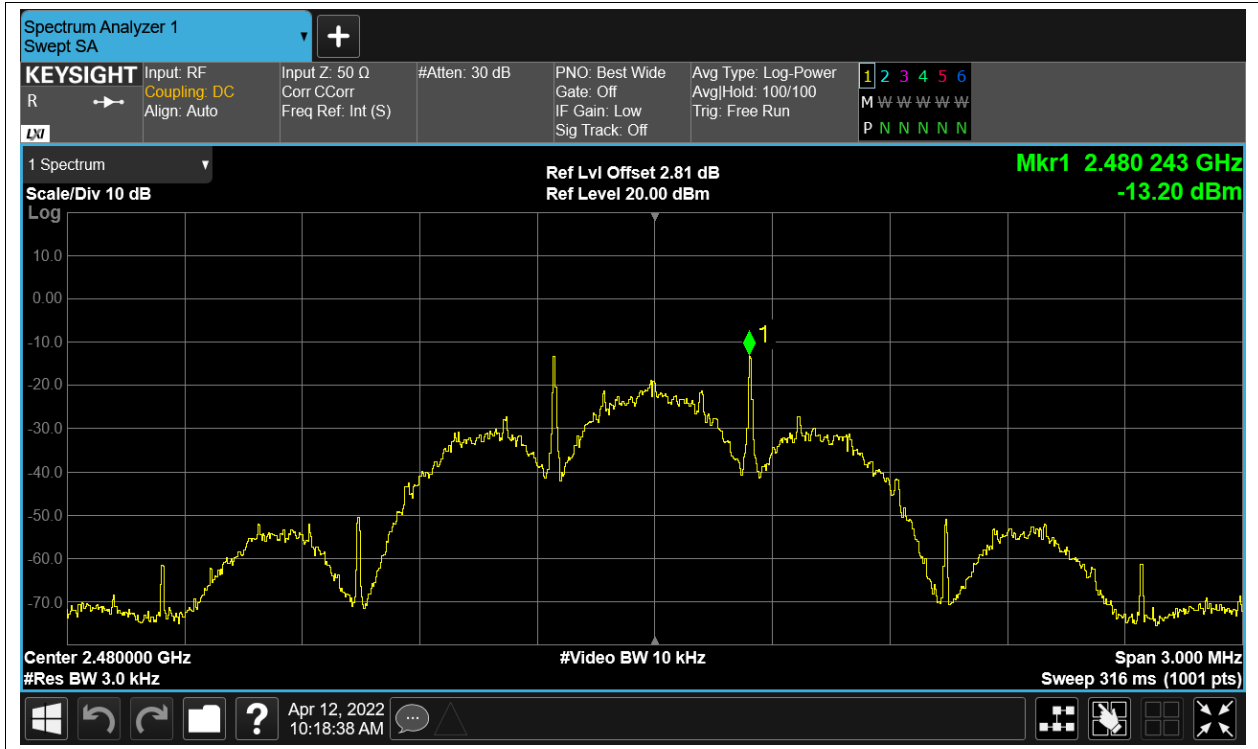 Spectrum Analyzer 1
Swept SA
+
KEYSIGHT
R
LXI
Input: RF
Coupling: DC
Align: Auto
Input Z: 50 Ω
Corr CCorr
Freq Ref: Int (S)
#Atten: 30 dB
PNO: Best Wide
Gate: Off
IF Gain: Low
Sig Track: Off
Avg Type: Log-Power
Avg|Hold: 100/100
Trig: Free Run
1 2 3 4 5 6
M W W W W W
P N N N N N
1 Spectrum
Scale/Div 10 dB
Log
Ref Lvl Offset 2.81 dB
Ref Level 20.00 dBm
Mkr1 2.480 243 GHz
-13.20 dBm
10.0
0.00
-10.0
-20.0
-30.0
-40.0
-50.0
-60.0
-70.0
1
Center 2.480000 GHz
#Res BW 3.0 kHz
#Video BW 10 kHz
Span 3.000 MHz
Sweep 316 ms (1001 pts)
?
Apr 12, 2022
10:18:38 AM